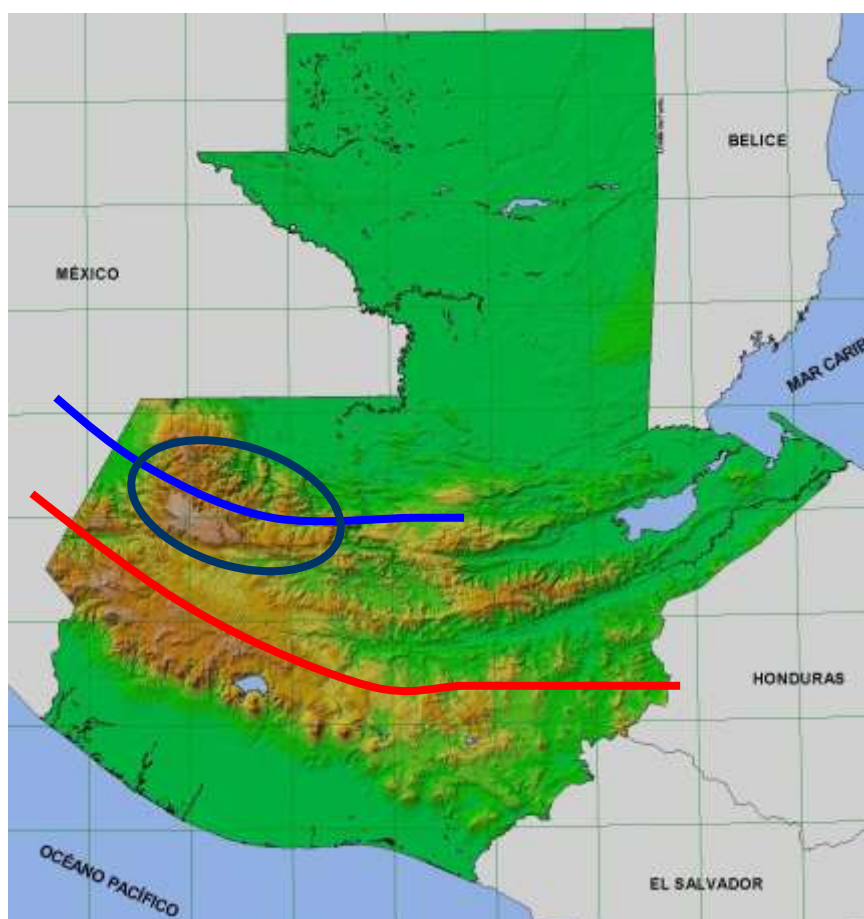 BELICE
MÉXICO
MAR CARIB
HONDURAS
OCÉANO PACÍFICO
EL SALVADOR